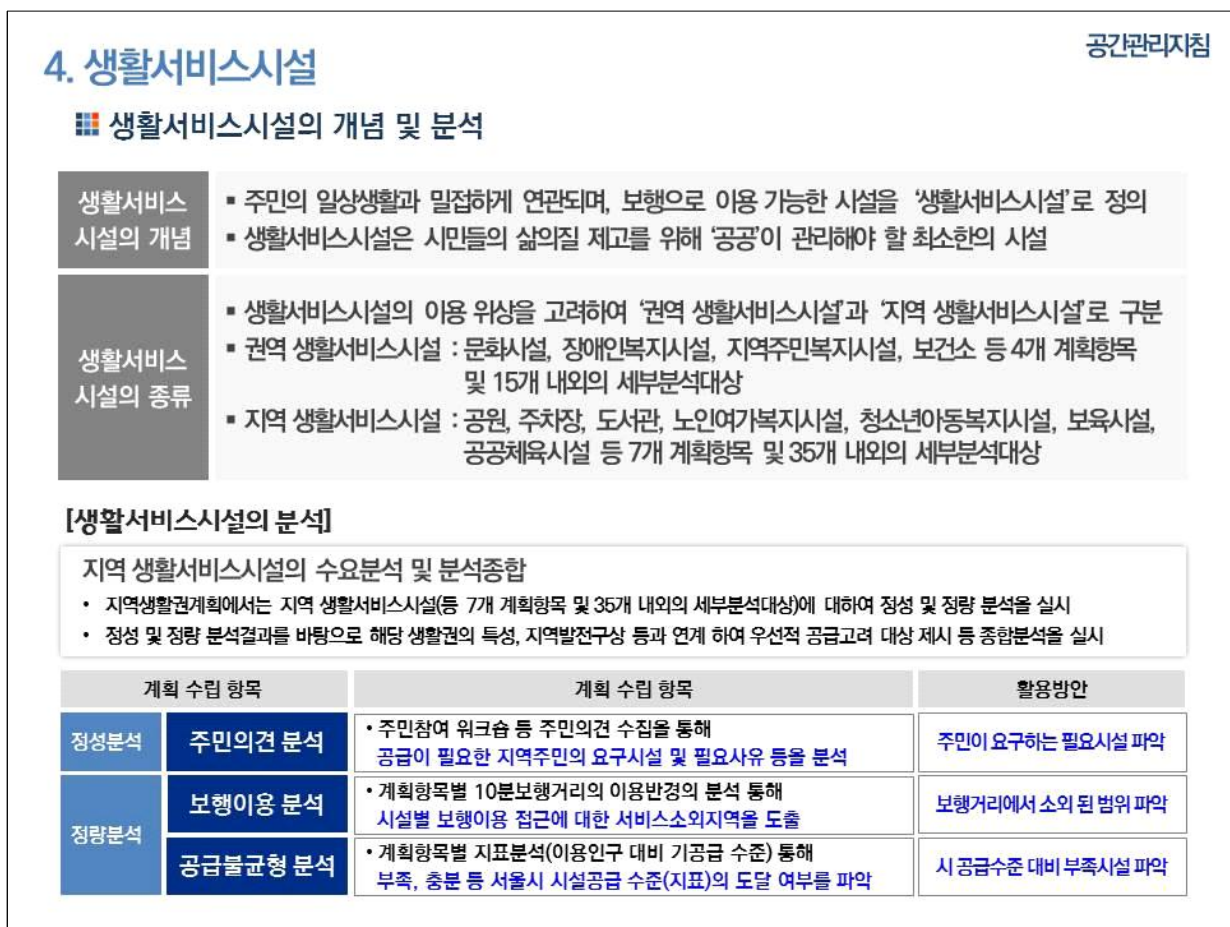 공간관리지침
4. 생활서비스시설
생활서비스시설의 개념 및 분석
생활서비스
시설의 개념
▪ 주민의 일상생활과 밀접하게 연관되며, 보행으로 이용 가능한 시설을 '생활서비스시설'로 정의
▪ 생활서비스시설은 시민들의 삶의질 제고를 위해 '공공'이 관리해야 할 최소한의 시설
생활서비스
시설의 종류
▪ 생활서비스시설의 이용 위상을 고려하여 '권역 생활서비스시설'과 '지역 생활서비스시설'로 구분
▪ 권역 생활서비스시설 : 문화시설, 장애인복지시설, 지역주민복지시설, 보건소 등 4개 계획항목
및 15개 내외의 세부분석대상
▪ 지역 생활서비스시설 : 공원, 주차장, 도서관, 노인여가복지시설, 청소년아동복지시설, 보육시설,
공공체육시설 등 7개 계획항목 및 35개 내외의 세부분석대상
[생활서비스시설의 분석]
지역 생활서비스시설의 수요분석 및 분석종합
• 지역생활권계획에서는 지역 생활서비스시설(등 7개 계획항목 및 35개 내외의 세부분석대상)에 대하여 정성 및 정량 분석을 실시
• 정성 및 정량 분석결과를 바탕으로 해당 생활권의 특성, 지역발전구상 등과 연계 하여 우선적 공급고려 대상 제시 등 종합분석을 실시
계획 수립 항목
계획 수립 항목
활용방안
정성분석
주민의견 분석
• 주민참여 워크숍 등 주민의견 수집을 통해
공급이 필요한 지역주민의 요구시설 및 필요사유 등을 분석
주민이 요구하는 필요시설 파악
정량분석
보행이용 분석
• 계획항목별 10분보행거리의 이용반경의 분석 통해
시설별 보행이용 접근에 대한 서비스소외지역을 도출
보행거리에서 소외 된 범위 파악
공급불균형 분석
• 계획항목별 지표분석(이용인구 대비 기공급 수준) 통해
부족, 충분 등 서울시 시설공급 수준(지표)의 도달 여부를 파악
시 공급수준 대비 부족시설 파악